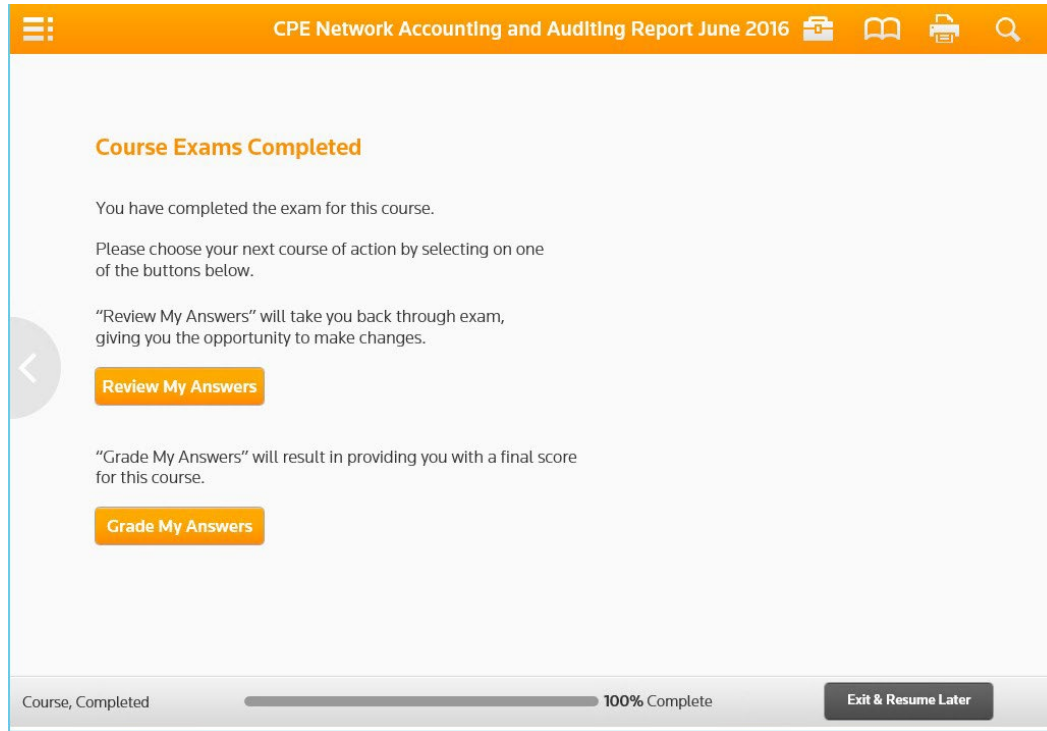 CPE Network Accounting and Auditing Report June 2016
Course Exams Completed
You have completed the exam for this course.
Please choose your next course of action by selecting on one
of the buttons below.
“Review My Answers” will take you back through exam,
giving you the opportunity to make changes.
Review My Answers
“Grade My Answers” will result in providing you with a final score
for this course.
Grade My Answers
Course, Completed
100% Complete
Exit & Resume Later